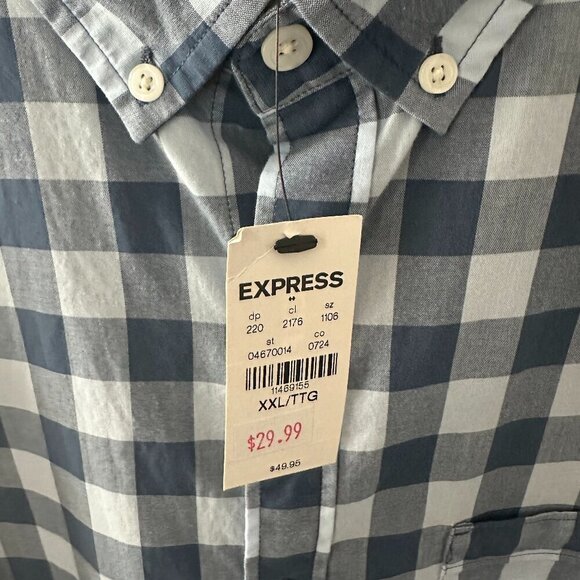 EXPRESS
dp cl sz
220 2176 1106
st co
04670014 0724
11469155
XXL/TTG
$29.99
$49.95